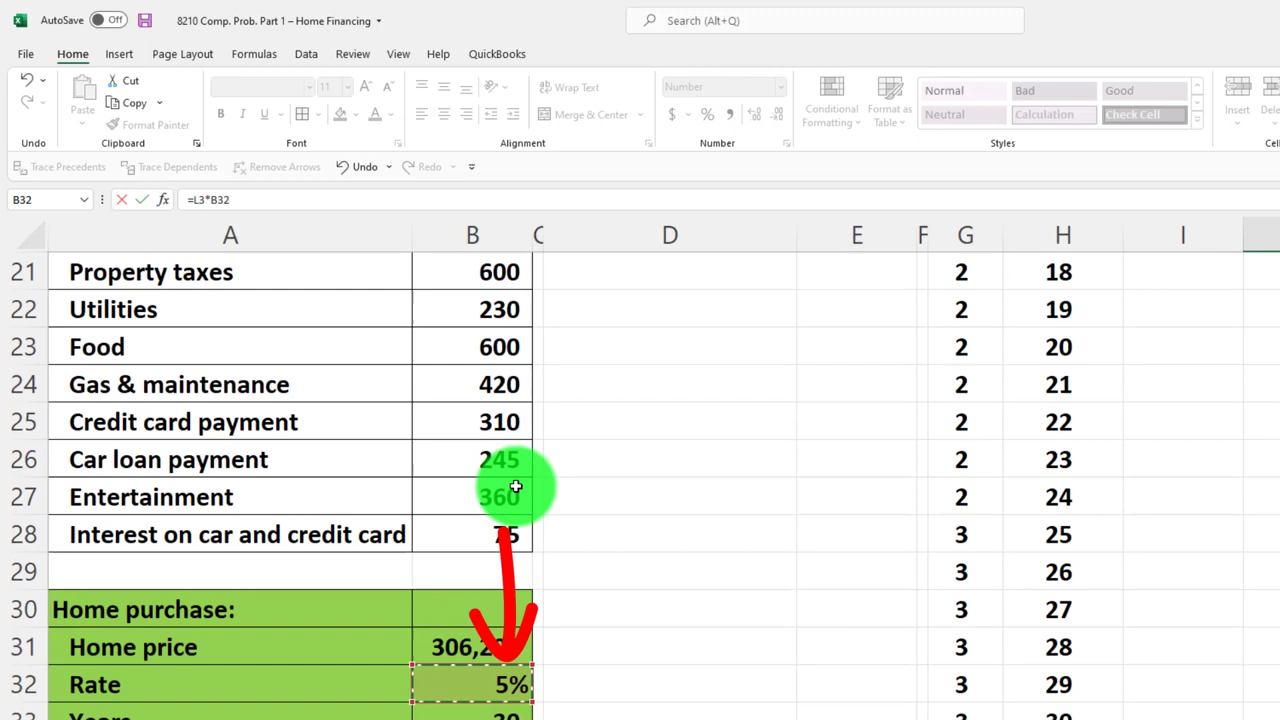 AutoSave Off 8210 Comp. Prob. Part 1 – Home Financing Search (Alt+Q)
File Home Insert Page Layout Formulas Data Review View Help QuickBooks
Cut
Copy
Format Painter
Paste
11
Wrap Text
Merge & Center
Number
Conditional Formatting
Format as Table
Normal Bad Good
Neutral Calculation Check Cell
Insert
Undo Clipboard Font Alignment Number Styles
Trace Precedents Trace Dependents Remove Arrows Undo Redo
B32 fx =L3*B32
A B C D E F G H I
21 Property taxes 600 2 18
22 Utilities 230 2 19
23 Food 600 2 20
24 Gas & maintenance 420 2 21
25 Credit card payment 310 2 22
26 Car loan payment 245 2 23
27 Entertainment 360 2 24
28 Interest on car and credit card 75 3 25
29 3 26
30 Home purchase: 3 27
31 Home price 3 28
32 Rate 5% 3 29
Years 30